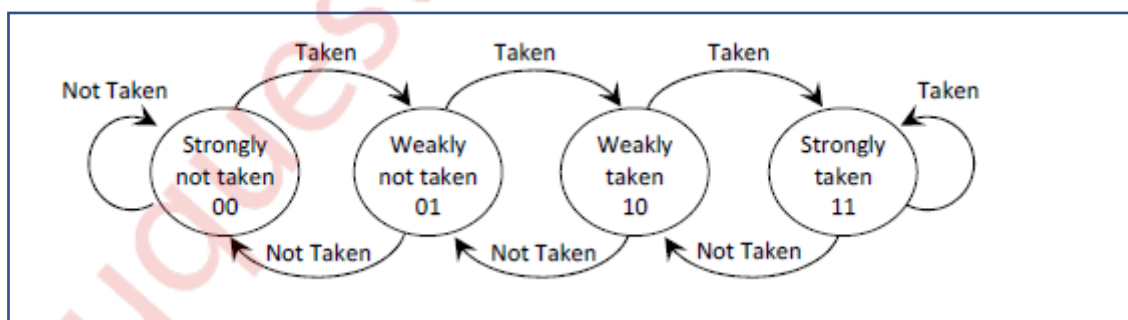 Taken
Taken
Taken
Not Taken
Taken
Strongly
not taken
00
Weakly
not taken
01
Weakly
taken
10
Strongly
taken
11
Not Taken
Not Taken
Not Taken